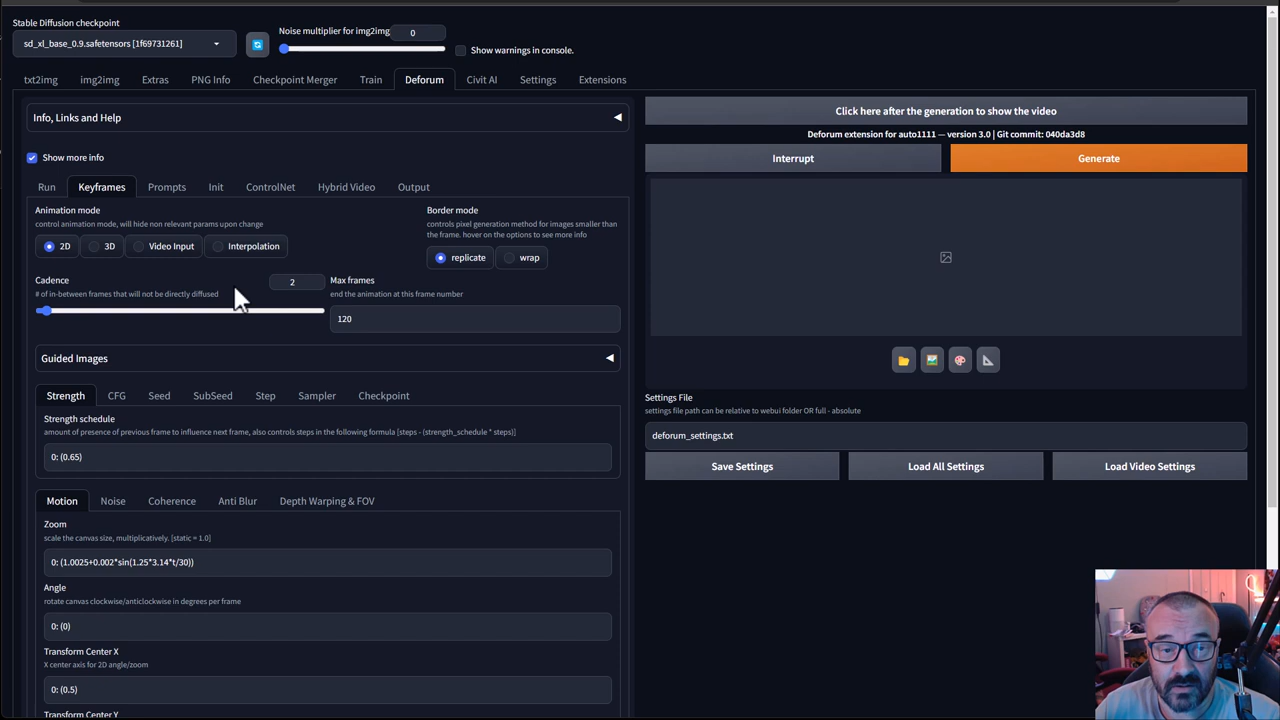 Stable Diffusion checkpoint
sd_xl_base_0.9.safetensors [1f69731261]
Noise multiplier for img2img
0
Show warnings in console.
txt2img
img2img
Extras
PNG Info
Checkpoint Merger
Train
Deforum
Civit AI
Settings
Extensions
Info, Links and Help
Show more info
Run
Keyframes
Prompts
Init
ControlNet
Hybrid Video
Output
Animation mode
control animation mode, will hide non relevant params upon change
2D
3D
Video Input
Interpolation
Border mode
controls pixel generation method for images smaller than
the frame. hover on the options to see more info
replicate
wrap
Cadence
# of in-between frames that will not be directly diffused
2
Max frames
end the animation at this frame number
120
Guided Images
Strength
CFG
Seed
SubSeed
Step
Sampler
Checkpoint
Strength schedule
amount of presence of previous frame to influence next frame, also controls steps in the following formula [steps - (strength_schedule * steps)]
0: (0.65)
Motion
Noise
Coherence
Anti Blur
Depth Warping & FOV
Zoom
scale the canvas size, multiplicatively. [static = 1.0]
0: (1.0025+0.002*sin(1.25*3.14*t/30))
Angle
rotate canvas clockwise/anticlockwise in degrees per frame
0: (0)
Transform Center X
X center axis for 2D angle/zoom
0: (0.5)
Transform Center Y
Click here after the generation to show the video
Deforum extension for auto1111 — version 3.0 | Git commit: 040da3d8
Interrupt
Generate
Settings File
settings file path can be relative to webui folder OR full - absolute
deforum_settings.txt
Save Settings
Load All Settings
Load Video Settings